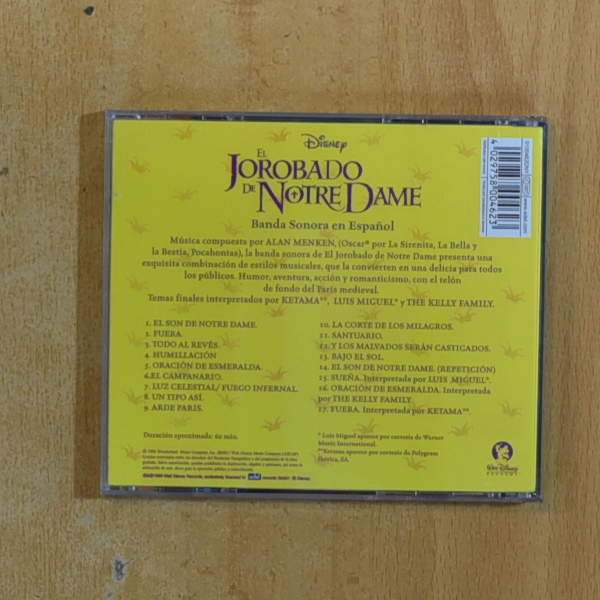 Disney
EL
JOROBADO
DE NOTRE DAME
Banda Sonora en Español
Música compuesta por ALAN MENKEN, (Oscar® por La Sirenita, La Bella y
la Bestia, Pocahontas), la banda sonora de El Jorobado de Notre Dame presenta una
exquisita combinación de estilos musicales, que la convierten en una delicia para todos
los públicos. Humor, aventura, acción y romanticismo, con el telón
de fondo del París medieval.
Temas finales interpretados por KETAMA**, LUIS MIGUEL* y THE KELLY FAMILY.
1. EL SON DE NOTRE DAME.
2. FUERA.
3. TODO AL REVÉS.
4. HUMILLACIÓN
5. ORACIÓN DE ESMERALDA.
6.EL CAMPANARIO.
7. LUZ CELESTIAL/ FUEGO INFERNAL.
8. UN TIPO ASÍ.
9. ARDE PARIS.
10. LA CORTE DE LOS MILAGROS.
11. SANTUARIO.
12. Y LOS MALVADOS SERÁN CASTIGADOS.
13. BAJO EL SOL.
14. EL SON DE NOTRE DAME. (REPETICIÓN)
15. SUEÑA. Interpretada por LUIS MIGUEL*.
16. ORACIÓN DE ESMERALDA. Interpretada
por THE KELLY FAMILY
17. FUERA. Interpretada por KETAMA**.
Duración aproximada: 60 min.
* Luis Miguel aparece por cortesía de Warner
Music International.
**Ketama aparece por cortesía de Polygram
Ibérica, SA.
Walt Disney
RECORDS
4 029758 004623